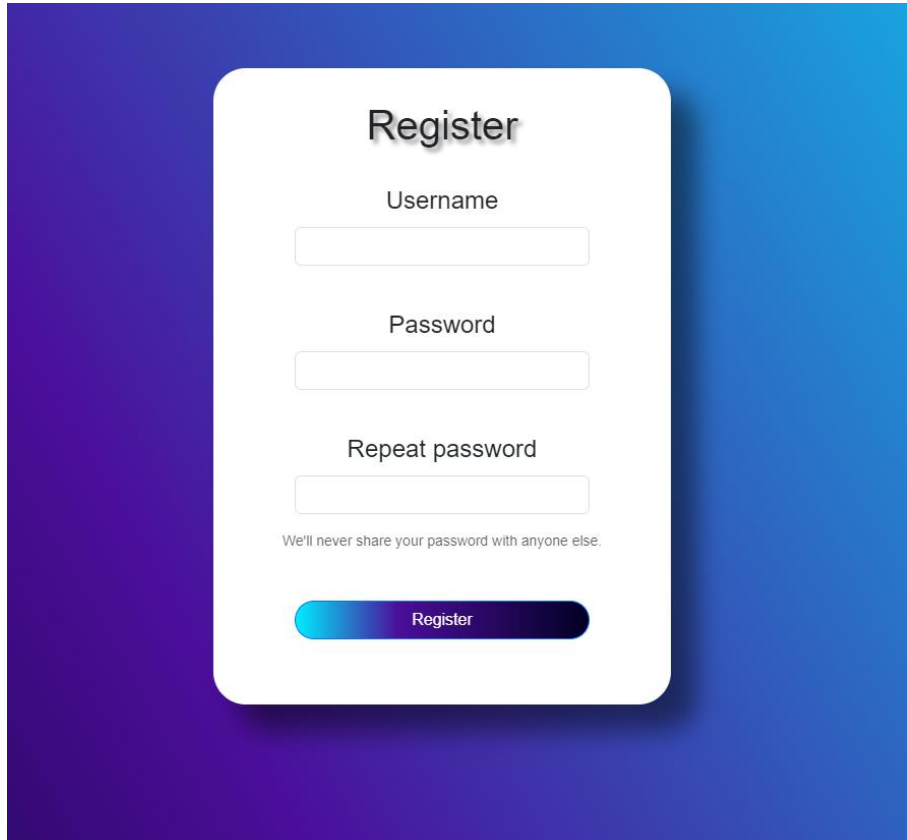 Register
Username
Password
Repeat password
We'll never share your password with anyone else.
Register